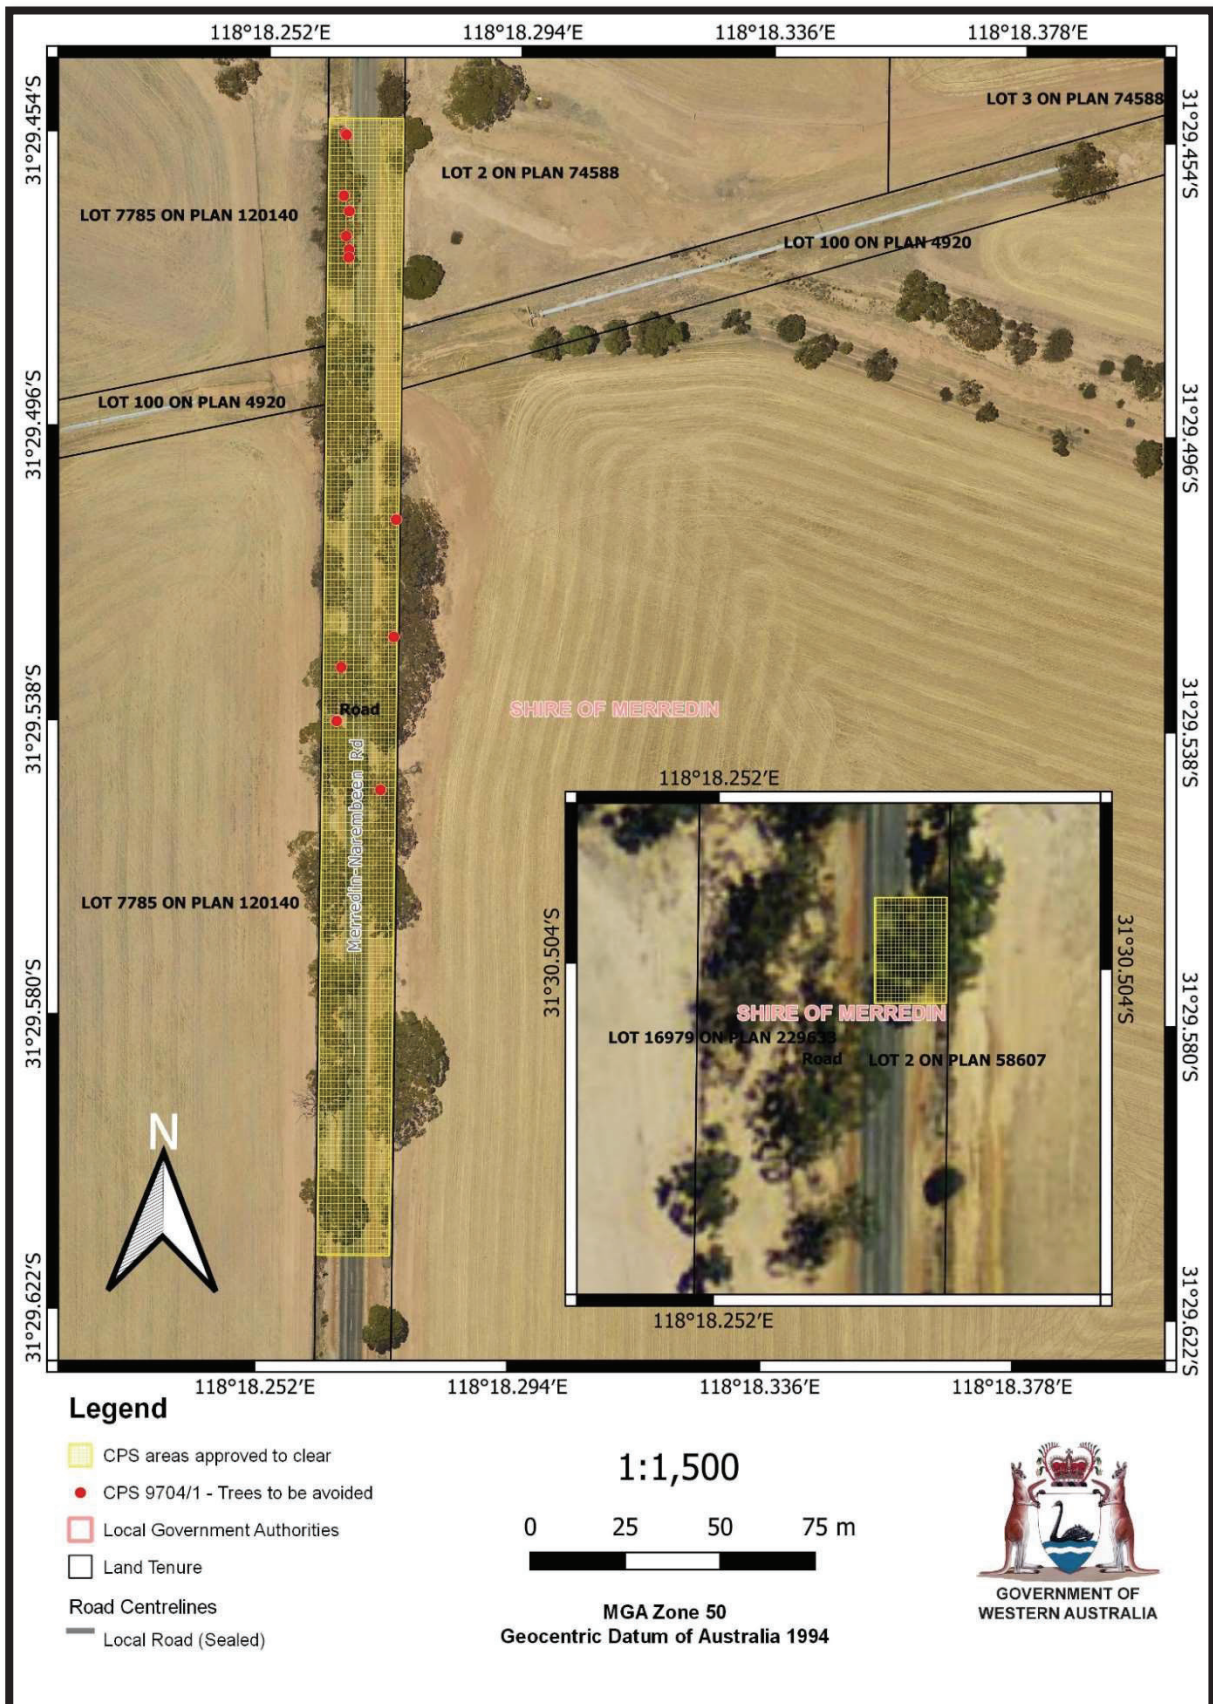 118°18.252'E
118°18.294'E
118°18.336'E
118°18.378'E
31°29.454'S
31°29.454'S
LOT 3 ON PLAN 74588
LOT 2 ON PLAN 74588
LOT 7785 ON PLAN 120140
LOT 100 ON PLAN 4920
LOT 100 ON PLAN 4920
31°29.496'S
31°29.496'S
31°29.538'S
31°29.538'S
Road
SHIRE OF MERREDIN
Merredin-Narembeen Rd
LOT 7785 ON PLAN 120140
118°18.252'E
31°30.504'S
31°30.504'S
SHIRE OF MERREDIN
LOT 16979 ON PLAN 229633
Road
LOT 2 ON PLAN 58607
118°18.252'E
31°29.580'S
31°29.580'S
N
31°29.622'S
31°29.622'S
118°18.252'E
118°18.294'E
118°18.336'E
118°18.378'E
Legend
CPS areas approved to clear
CPS 9704/1 - Trees to be avoided
Local Government Authorities
Land Tenure
Road Centrelines
Local Road (Sealed)
1:1,500
0 25 50 75 m
MGA Zone 50
Geocentric Datum of Australia 1994
GOVERNMENT OF
WESTERN AUSTRALIA